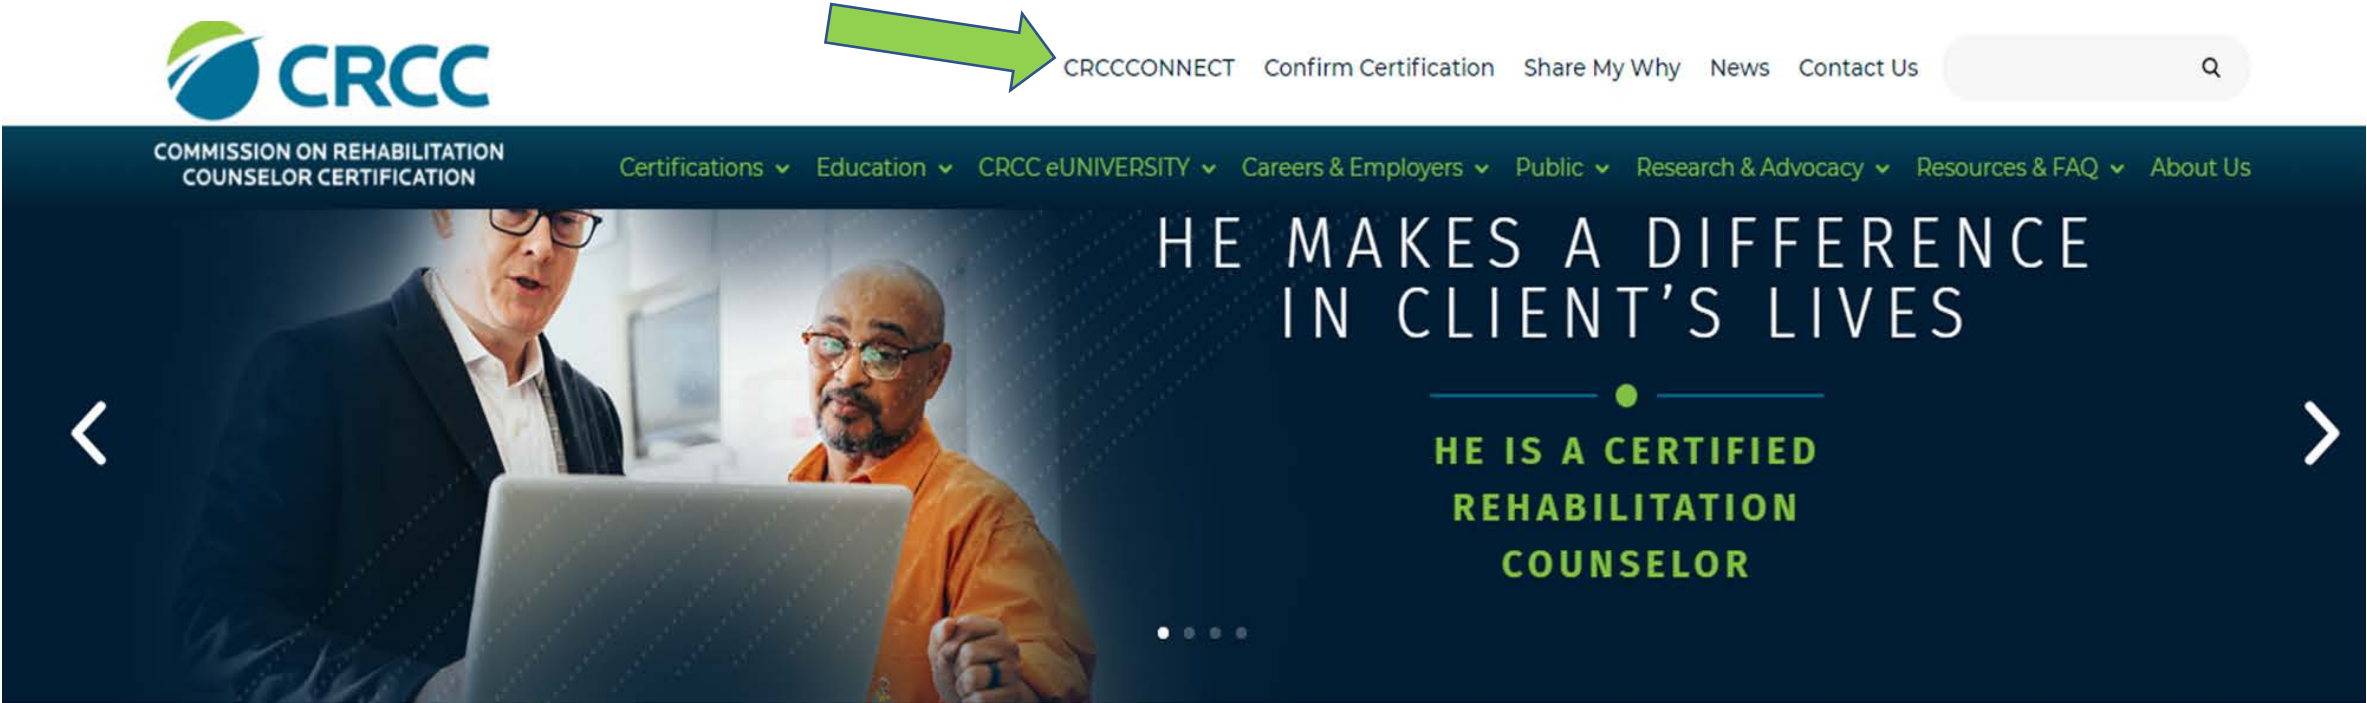 CRCC
COMMISSION ON REHABILITATION
COUNSELOR CERTIFICATION
CRCCCONNECT Confirm Certification Share My Why News Contact Us
Certifications Education CRCC eUNIVERSITY Careers & Employers Public Research & Advocacy Resources & FAQ About Us
HE MAKES A DIFFERENCE
IN CLIENT'S LIVES
HE IS A CERTIFIED
REHABILITATION
COUNSELOR